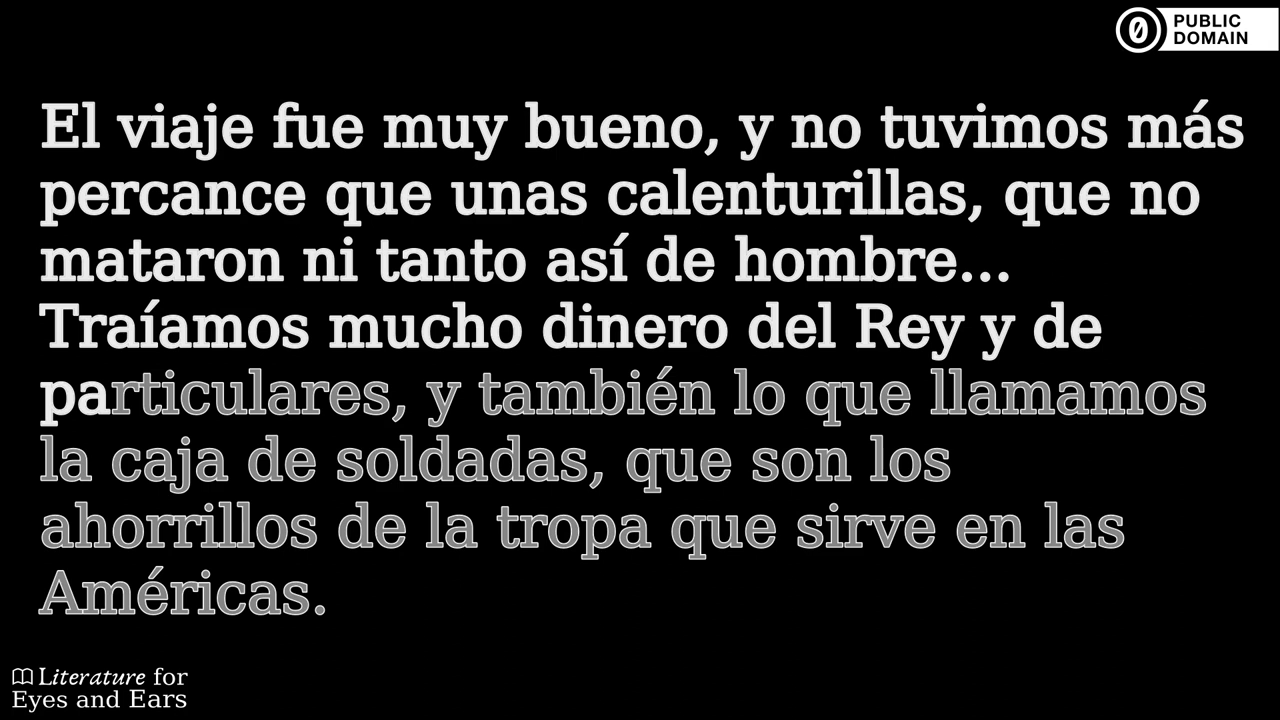 PUBLIC
DOMAIN
El viaje fue muy bueno, y no tuvimos más
percance que unas calenturillas, que no
mataron ni tanto así de hombre...
Traíamos mucho dinero del Rey y de
particulares, y también lo que llamamos
la caja de soldadas, que son los
ahorrillos de la tropa que sirve en las
Américas.
Literature for
Eyes and Ears